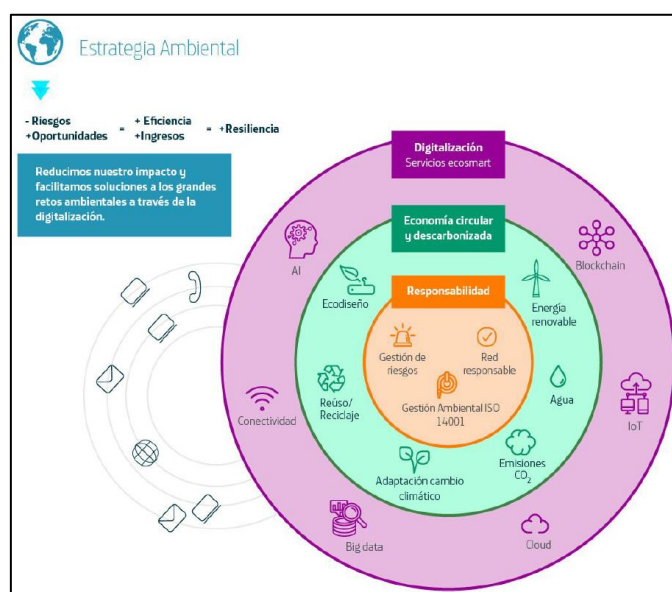 Estrategia Ambiental
- Riesgos = + Eficiencia = +Resiliencia
+Oportunidades +Ingresos
Reducimos nuestro impacto y
facilitamos soluciones a los grandes
retos ambientales a través de la
digitalización.
Digitalización
Servicios ecosmart
AI
Blockchain
Conectividad
IoT
Big data
Cloud
Economía circular
y descarbonizada
Ecodiseño
Energía
renovable
Reúso/
Reciclaje
Agua
Adaptación cambio
climático
Emisiones
CO₂
Responsabilidad
Gestión de
riesgos
Red
responsable
Gestión Ambiental ISO
14001